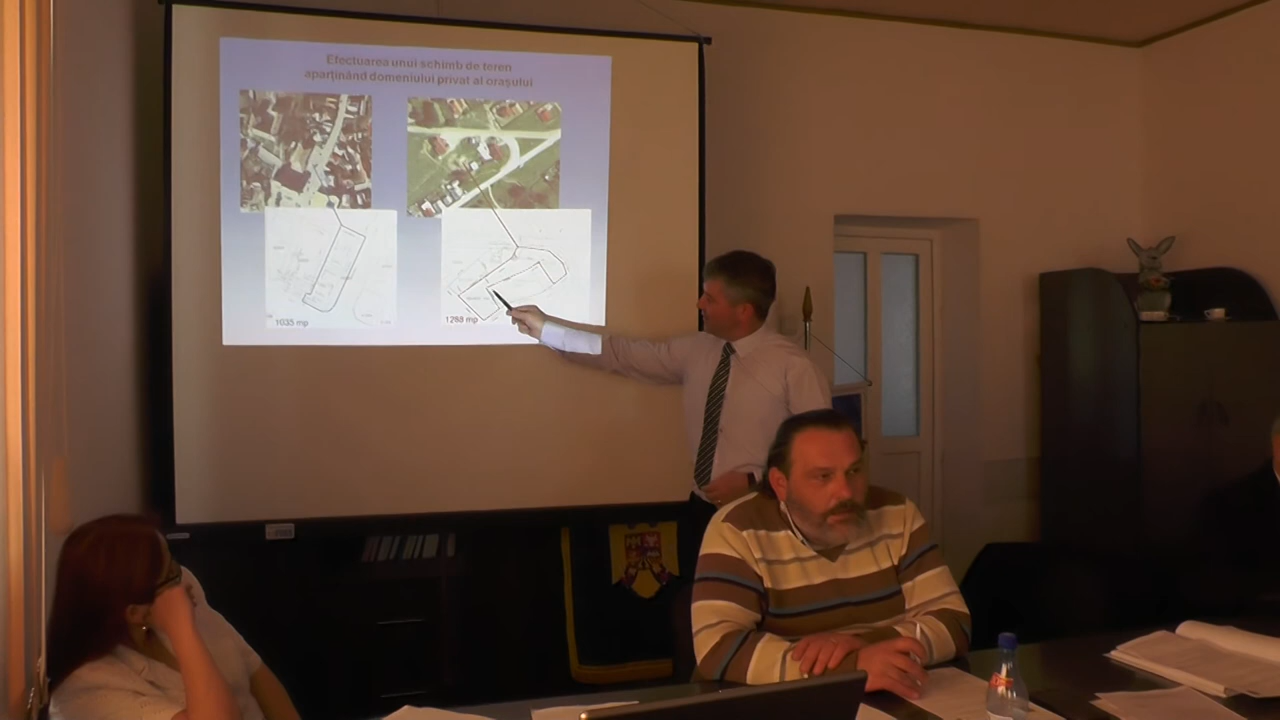 Efectuarea unui schimb de teren
aparținând domeniului privat al orașului
1035 mp
1288 mp